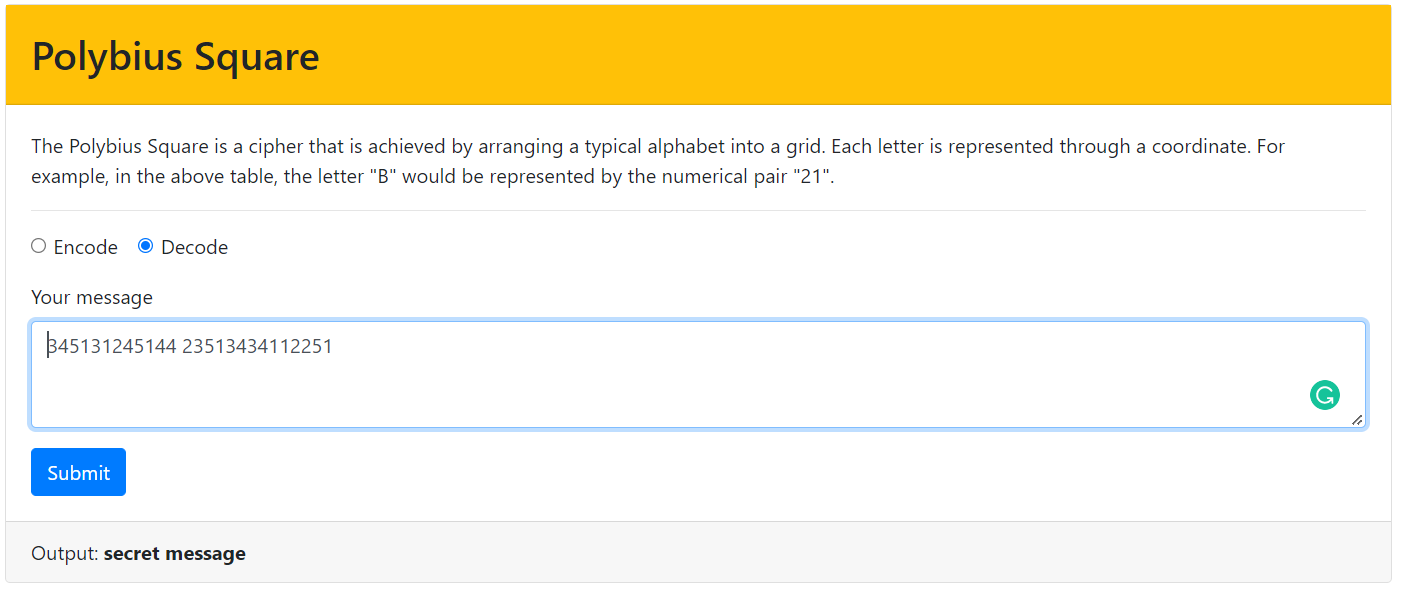 Polybius Square
The Polybius Square is a cipher that is achieved by arranging a typical alphabet into a grid. Each letter is represented through a coordinate. For
example, in the above table, the letter "B" would be represented by the numerical pair "21".
Encode Decode
Your message
345131245144 23513434112251
Submit
Output: secret message